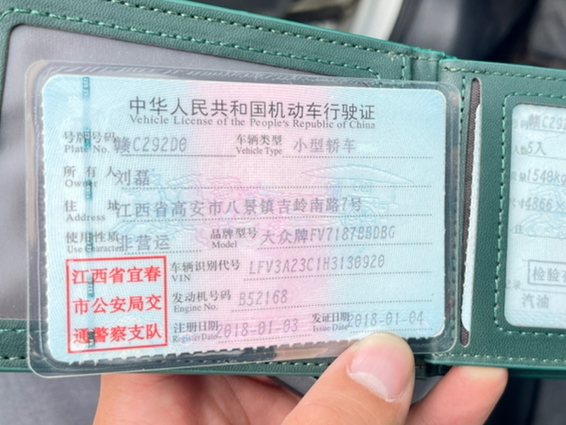 中华人民共和国机动车行驶证
Vehicle License of the People's Republic of China
号牌号码 Plate No. 赣C292D0 车辆类型 Vehicle Type 小型轿车
所有人 Owner 刘磊
住址 Address 江西省高安市八景镇吉岭南路7号
使用性质 Use Character 非营运 品牌型号 Model 大众牌FV7187BBDBG
车辆识别代号 VIN LFV3A23C1H3130920
发动机号码 Engine No. B52168
注册日期 Register Date 2018-01-03 发证日期 Issue Date 2018-01-04
江西省宜春
市公安局交
通警察支队
赣C292
5人
1548kg
4866
检验有
汽油